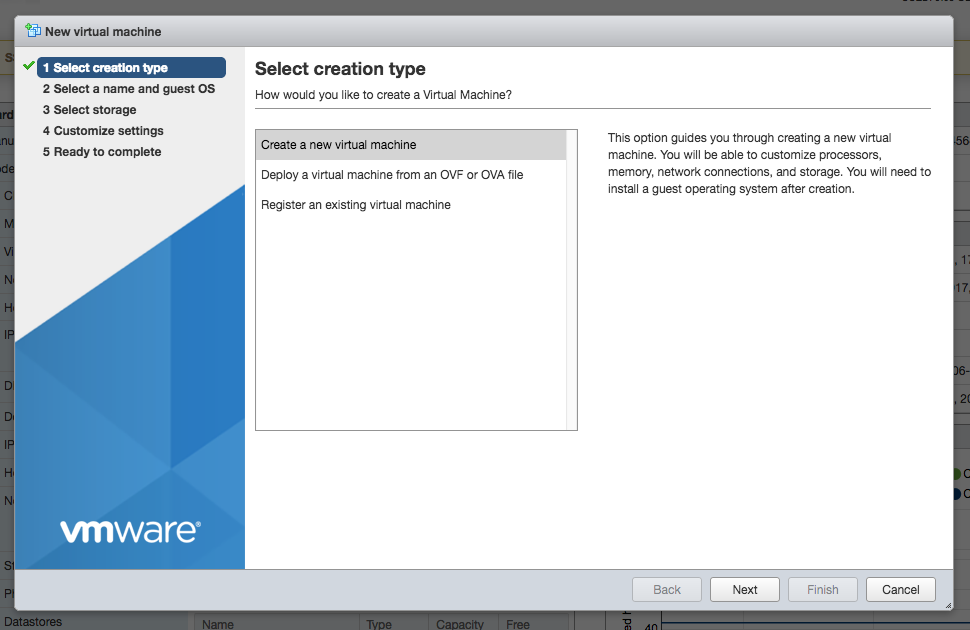 New virtual machine
1 Select creation type
2 Select a name and guest OS
3 Select storage
4 Customize settings
5 Ready to complete
vmware®
Select creation type
How would you like to create a Virtual Machine?
Create a new virtual machine
Deploy a virtual machine from an OVF or OVA file
Register an existing virtual machine
This option guides you through creating a new virtual
machine. You will be able to customize processors,
memory, network connections, and storage. You will need to
install a guest operating system after creation.
Back
Next
Finish
Cancel
Datastores
Name
Type
Capacity
Free
40